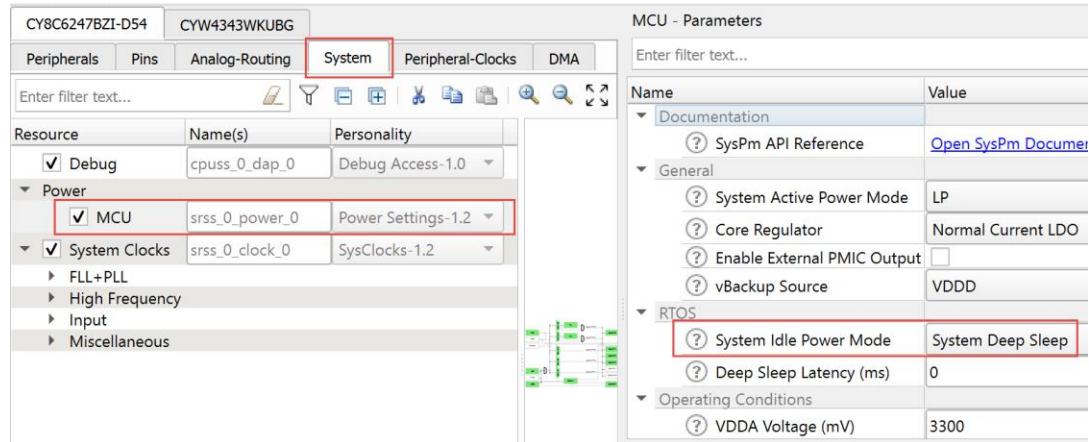 CY8C6247BZI-D54 CYW4343WKUBG
Peripherals Pins Analog-Routing System Peripheral-Clocks DMA
Enter filter text...
Resource Name(s) Personality
Debug cpuss_0_dap_0 Debug Access-1.0
Power
MCU srss_0_power_0 Power Settings-1.2
System Clocks srss_0_clock_0 SysClocks-1.2
FLL+PLL
High Frequency
Input
Miscellaneous
MCU - Parameters
Enter filter text...
Name Value
Documentation
? SysPm API Reference Open SysPm Documen
General
? System Active Power Mode LP
? Core Regulator Normal Current LDO
? Enable External PMIC Output
? vBackup Source VDDD
RTOS
? System Idle Power Mode System Deep Sleep
? Deep Sleep Latency (ms) 0
Operating Conditions
? VDDA Voltage (mV) 3300